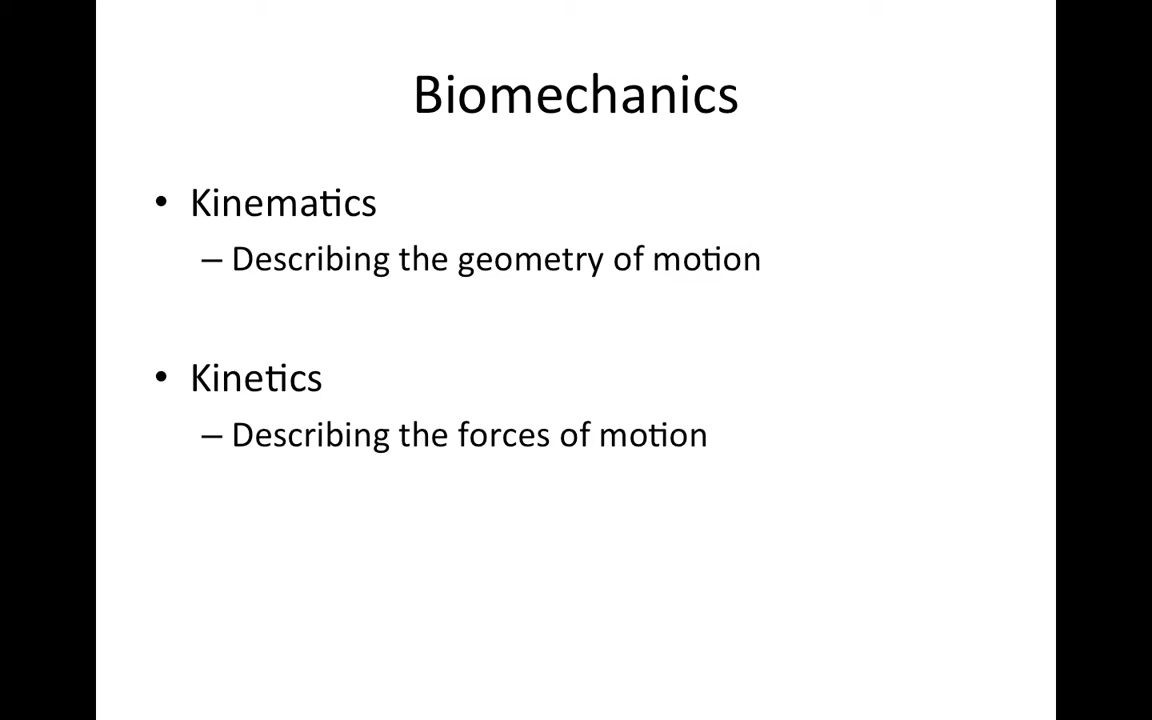 Biomechanics
• Kinematics
– Describing the geometry of motion
• Kinetics
– Describing the forces of motion